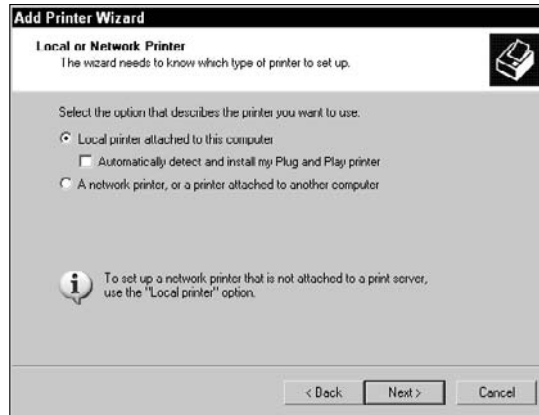 Add Printer Wizard
Local or Network Printer
The wizard needs to know which type of printer to set up.
Select the option that describes the printer you want to use:
Local printer attached to this computer
Automatically detect and install my Plug and Play printer
A network printer, or a printer attached to another computer
To set up a network printer that is not attached to a print server,
use the "Local printer" option.
< Back
Next >
Cancel